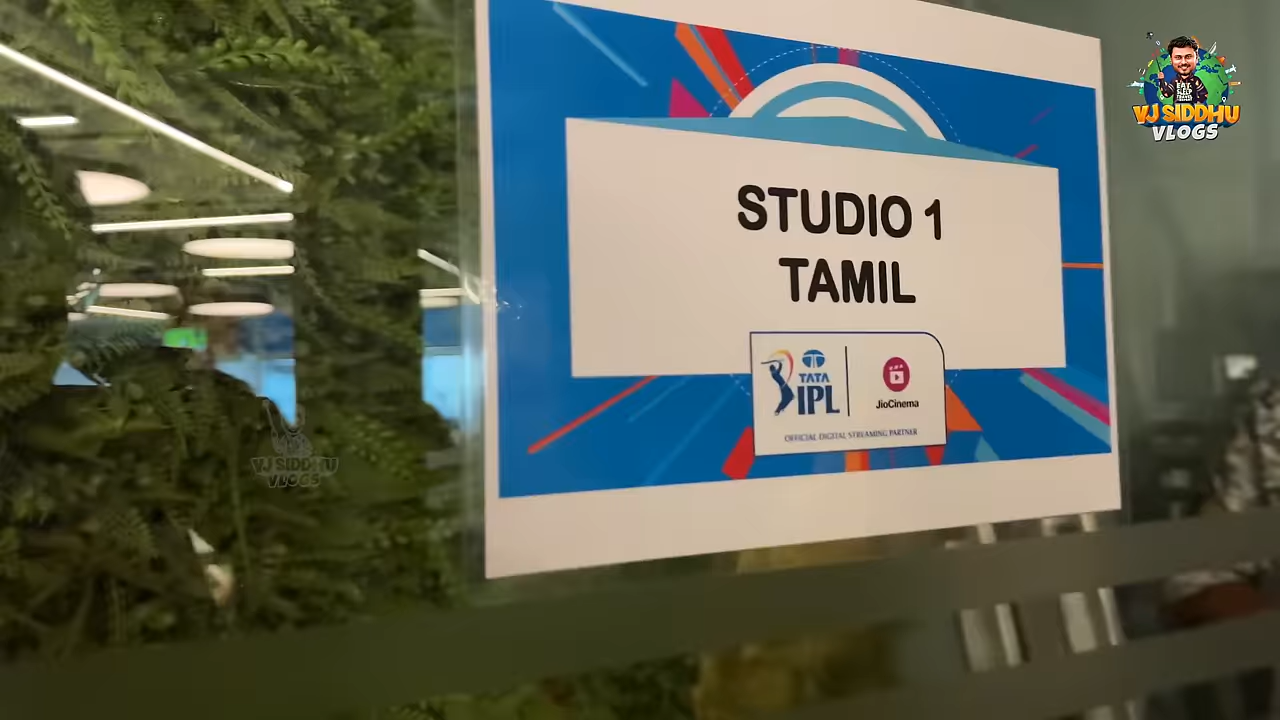 STUDIO 1
TAMIL
TATA
IPL
JioCinema
OFFICIAL DIGITAL STREAMING PARTNER
VJ SIDDHU
VLOGS
VJ SIDDHU
VLOGS